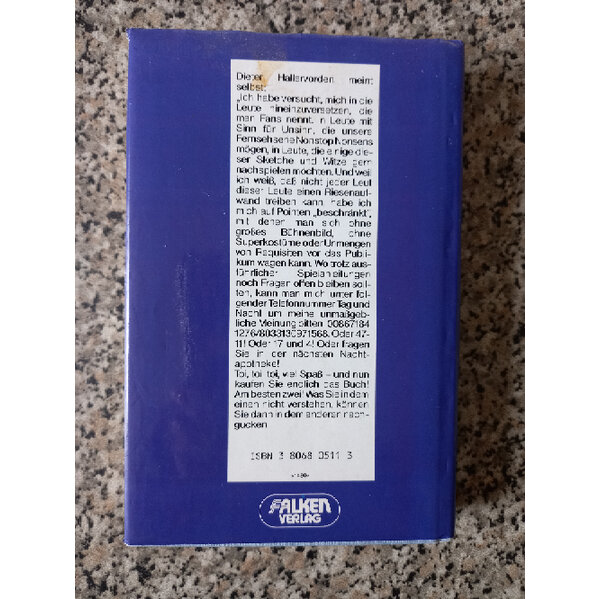 Dieter Hallervorden meint
selbst:
„Ich habe versucht, mich in die
Leute hineinzuversetzen, die
man Fans nennt. In Leute mit
Sinn für Unsinn, die unsere
Fernsehserie Nonstop Nonsens
mögen, in Leute, die einige die-
ser Sketche und Witze gern
nachspielen möchten. Und weil
ich weiß, daß nicht jeder Leut
dieser Leute einen Riesenauf-
wand treiben kann, habe ich
mich auf Pointen „beschränkt“,
mit denen man sich ohne
großes Bühnenbild, ohne
Superkostüme oder Unmengen
von Requisiten vor das Publi-
kum wagen kann. Wo trotz aus-
führlicher Spielanleitungen
noch Fragen offen bleiben soll-
ten, kann man mich unter fol-
gender Telefonnummer Tag und
Nacht um meine unmaßgeb-
liche Meinung bitten: 00867184
1276/8033130971568. Oder 47-
11! Oder 17 und 4! Oder fragen
Sie in der nächsten Nacht-
apotheke!
Toi, toi, toi, viel Spaß – und nun
kaufen Sie endlich das Buch!
Am besten zwei! Was Sie in dem
einen nicht verstehen, können
Sie dann in dem anderen nach-
gucken
ISBN 3 8068 0511 3
FALKEN
VERLAG